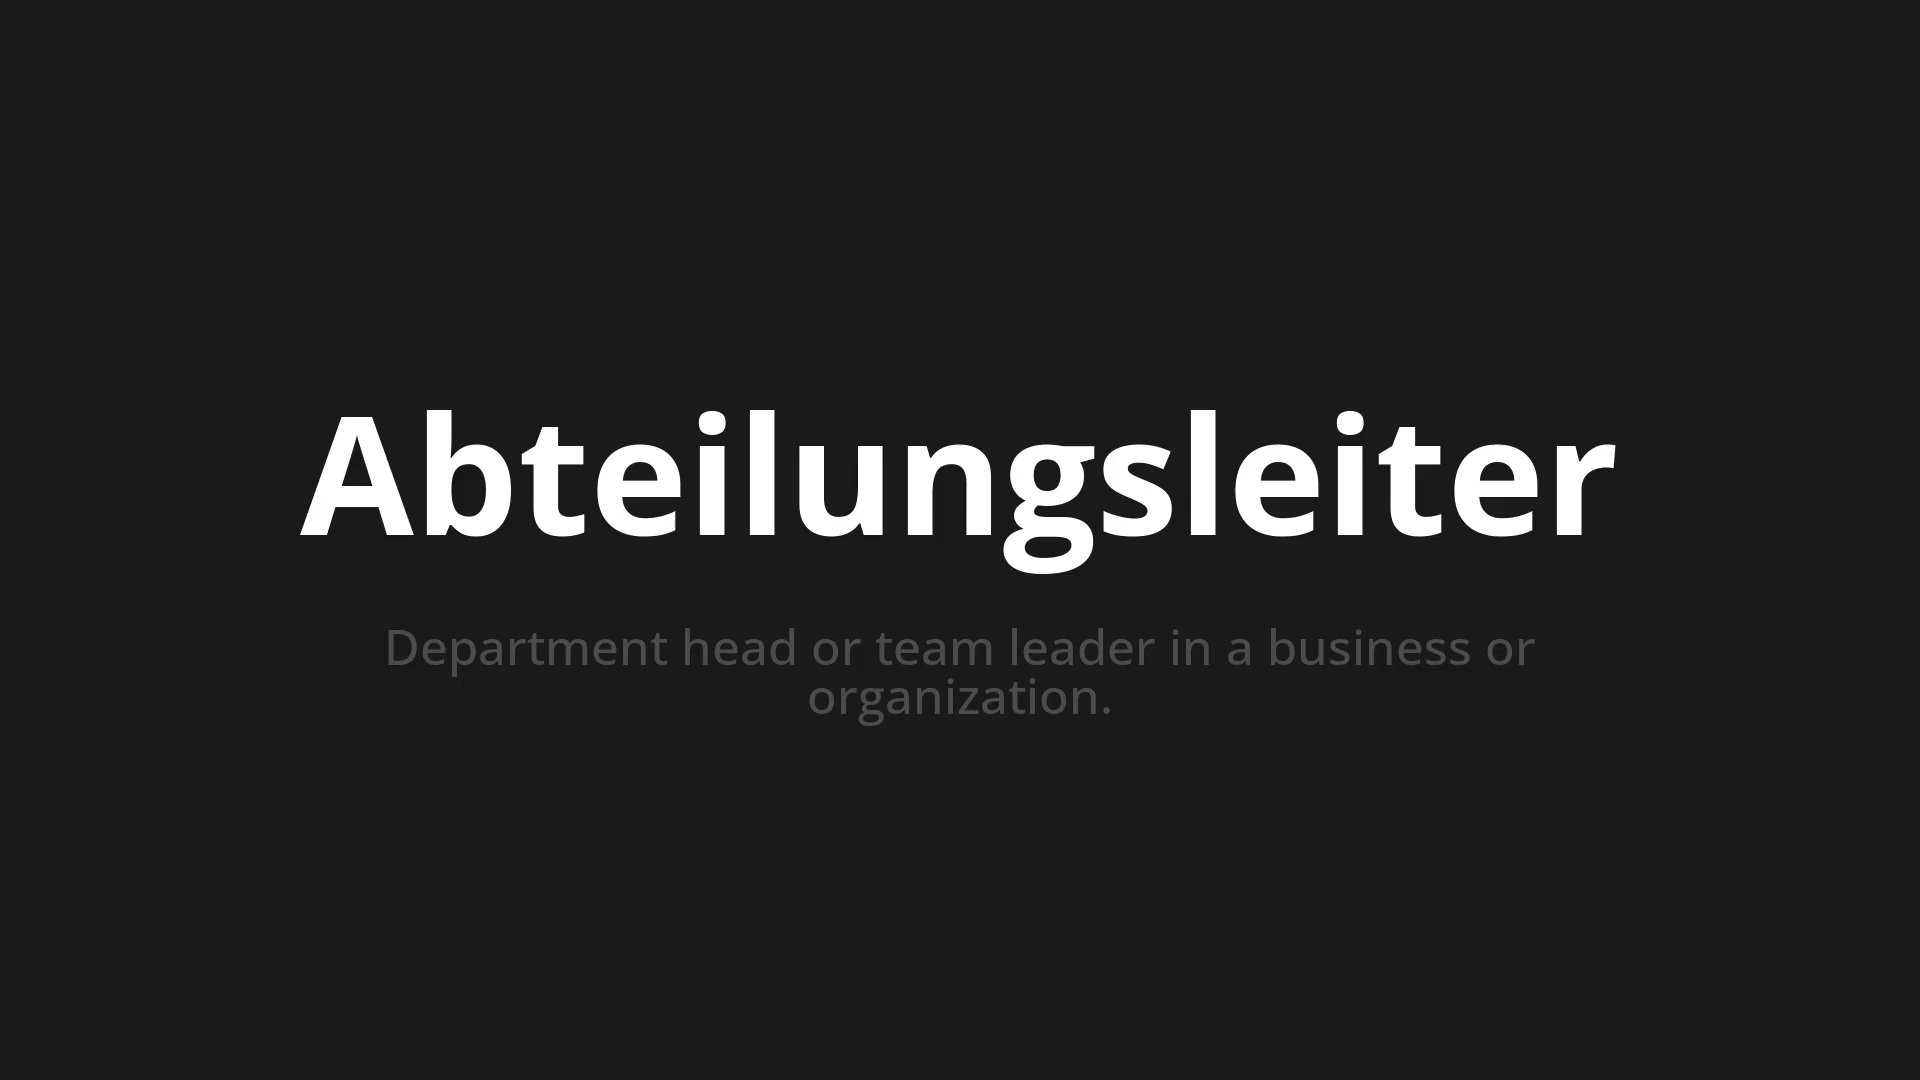 Abteilungsleiter
Department head or team leader in a business or
organization.